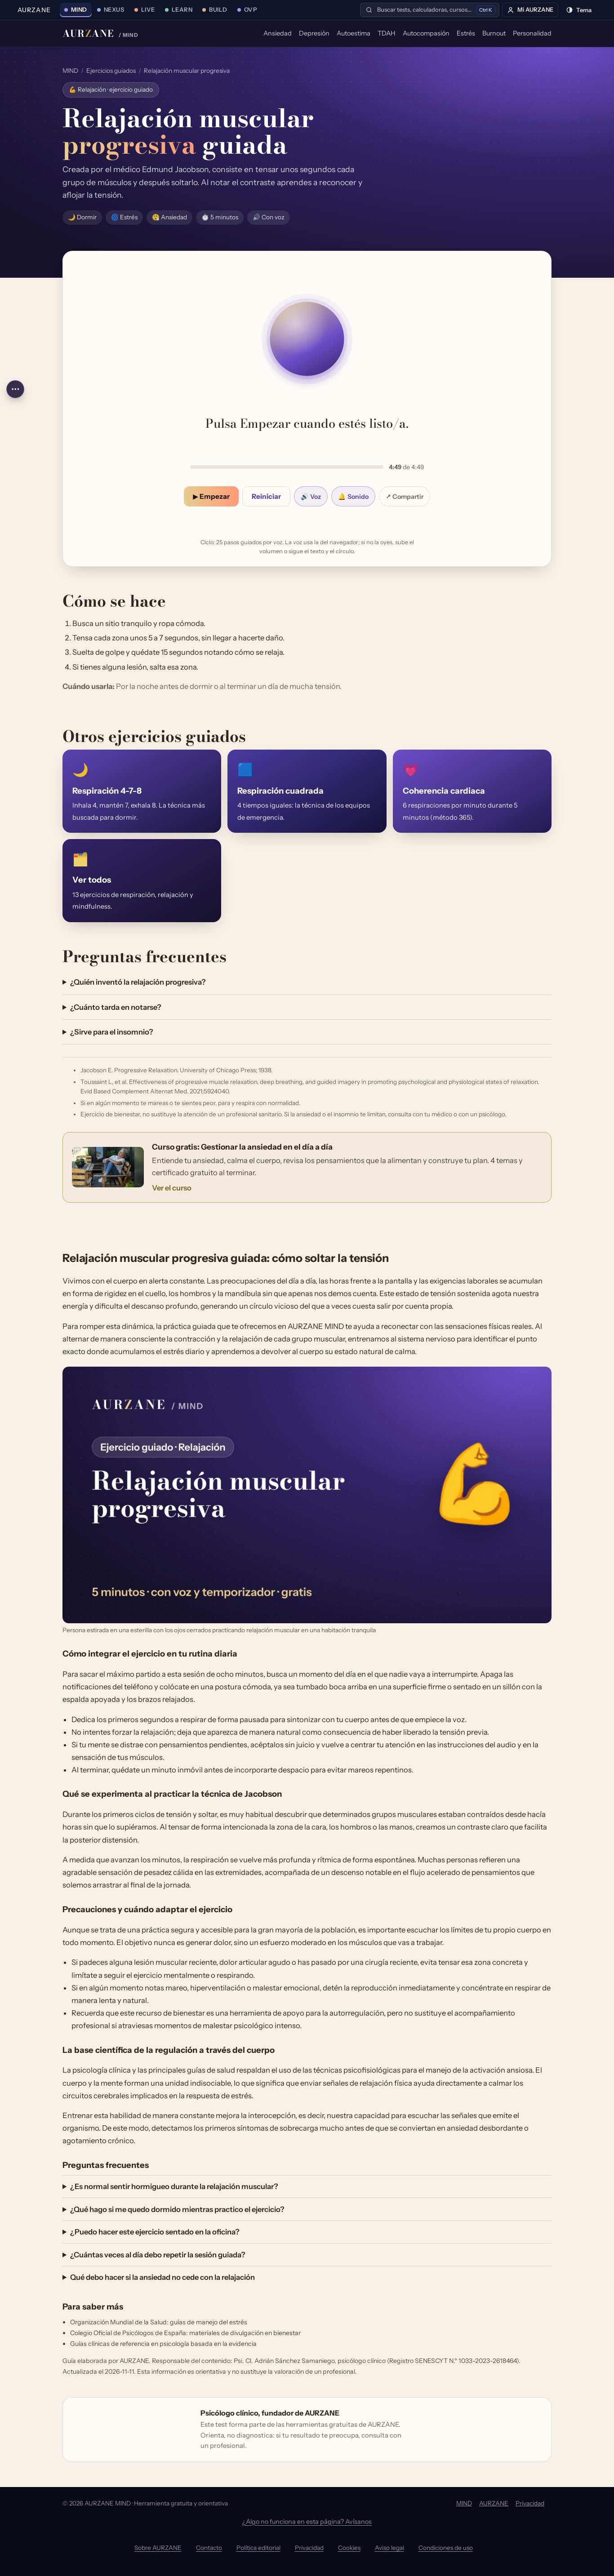 AURZANE
MIND
NEXUS
LIVE
LEARN
BUILD
OVP
Buscar tests, calculadoras, cursos...
Ctrl K
Mi AURZANE
Tema
AURZANE / MIND
Ansiedad
Depresión
Autoestima
TDAH
Autocompasión
Estrés
Burnout
Personalidad
MIND / Ejercicios guiados / Relajación muscular progresiva
💪 Relajación · ejercicio guiado
Relajación muscular
progresiva guiada
Creada por el médico Edmund Jacobson, consiste en tensar unos segundos cada
grupo de músculos y después soltarlo. Al notar el contraste aprendes a reconocer y
aflojar la tensión.
🌙 Dormir
🌀 Estrés
😮 Ansiedad
⏱️ 5 minutos
🔊 Con voz
Pulsa Empezar cuando estés listo/a.
4:49 de 4:49
▶ Empezar
Reiniciar
🔊 Voz
🔔 Sonido
↗ Compartir
Ciclo: 25 pasos guiados por voz. La voz usa la del navegador; si no la oyes, sube el
volumen o sigue el texto y el círculo.
Cómo se hace
1. Busca un sitio tranquilo y ropa cómoda.
2. Tensa cada zona unos 5 a 7 segundos, sin llegar a hacerte daño.
3. Suelta de golpe y quédate 15 segundos notando cómo se relaja.
4. Si tienes alguna lesión, salta esa zona.
Cuándo usarla: Por la noche antes de dormir o al terminar un día de mucha tensión.
Otros ejercicios guiados
Respiración 4-7-8
Inhala 4, mantén 7, exhala 8. La técnica más
buscada para dormir.
Respiración cuadrada
4 tiempos iguales: la técnica de los equipos
de emergencia.
Coherencia cardiaca
6 respiraciones por minuto durante 5
minutos (método 365).
Ver todos
13 ejercicios de respiración, relajación y
mindfulness.
Preguntas frecuentes
▶ ¿Quién inventó la relajación progresiva?
▶ ¿Cuánto tarda en notarse?
▶ ¿Sirve para el insomnio?
• Jacobson E. Progressive Relaxation. University of Chicago Press; 1938.
• Toussaint L, et al. Effectiveness of progressive muscle relaxation, deep breathing, and guided imagery in promoting psychological and physiological states of relaxation.
Evid Based Complement Alternat Med. 2021;5924040.
• Si en algún momento te mareas o te sientes peor, para y respira con normalidad.
• Ejercicio de bienestar, no sustituye la atención de un profesional sanitario. Si la ansiedad o el insomnio te limitan, consulta con tu médico o con un psicólogo.
Curso gratis: Gestionar la ansiedad en el día a día
Entiende tu ansiedad, calma el cuerpo, revisa los pensamientos que la alimentan y construye tu plan. 4 temas y
certificado gratuito al terminar.
Ver el curso
Relajación muscular progresiva guiada: cómo soltar la tensión
Vivimos con el cuerpo en alerta constante. Las preocupaciones del día a día, las horas frente a la pantalla y las exigencias laborales se acumulan
en forma de rigidez en el cuello, los hombros y la mandíbula sin que apenas nos demos cuenta. Este estado de tensión sostenida agota nuestra
energía y dificulta el descanso profundo, generando un círculo vicioso del que a veces cuesta salir por cuenta propia.
Para romper esta dinámica, la práctica guiada que te ofrecemos en AURZANE MIND te ayuda a reconectar con las sensaciones físicas reales. Al
alternar de manera consciente la contracción y la relajación de cada grupo muscular, entrenamos al sistema nervioso para identificar el punto
exacto donde acumulamos el estrés diario y aprendemos a devolver al cuerpo su estado natural de calma.
AURZANE / MIND
Ejercicio guiado · Relajación
Relajación muscular
progresiva
5 minutos · con voz y temporizador · gratis
Persona estirada en una esterilla con los ojos cerrados practicando relajación muscular en una habitación tranquila
Cómo integrar el ejercicio en tu rutina diaria
Para sacar el máximo partido a esta sesión de ocho minutos, busca un momento del día en el que nadie vaya a interrumpirte. Apaga las
notificaciones del teléfono y colócate en una postura cómoda, ya sea tumbado boca arriba en una superficie firme o sentado en un sillón con la
espalda apoyada y los brazos relajados.
• Dedica los primeros segundos a respirar de forma pausada para sintonizar con tu cuerpo antes de que empiece la voz.
• No intentes forzar la relajación; deja que aparezca de manera natural como consecuencia de haber liberado la tensión previa.
• Si tu mente se distrae con pensamientos pendientes, acéptalos sin juicio y vuelve a centrar tu atención en las instrucciones del audio y en la
sensación de tus músculos.
• Al terminar, quédate un minuto inmóvil antes de incorporarte despacio para evitar mareos repentinos.
Qué se experimenta al practicar la técnica de Jacobson
Durante los primeros ciclos de tensión y soltar, es muy habitual descubrir que determinados grupos musculares estaban contraídos desde hacía
horas sin que lo supiéramos. Al tensar de forma intencionada la zona de la cara, los hombros o las manos, creamos un contraste claro que facilita
la posterior distensión.
A medida que avanzan los minutos, la respiración se vuelve más profunda y rítmica de forma espontánea. Muchas personas refieren una
agradable sensación de pesadez cálida en las extremidades, acompañada de un descenso notable en el flujo acelerado de pensamientos que
solemos arrastrar al final de la jornada.
Precauciones y cuándo adaptar el ejercicio
Aunque se trata de una práctica segura y accesible para la gran mayoría de la población, es importante escuchar los límites de tu propio cuerpo en
todo momento. El objetivo nunca es generar dolor, sino un esfuerzo moderado en los músculos que vas a trabajar.
• Si padeces alguna lesión muscular reciente, dolor articular agudo o has pasado por una cirugía reciente, evita tensar esa zona concreta y
limítate a seguir el ejercicio mentalmente o respirando.
• Si en algún momento notas mareo, hiperventilación o malestar emocional, detén la reproducción inmediatamente y concéntrate en respirar de
manera lenta y natural.
• Recuerda que este recurso de bienestar es una herramienta de apoyo para la autorregulación, pero no sustituye el acompañamiento
profesional si atraviesas momentos de malestar psicológico intenso.
La base científica de la regulación a través del cuerpo
La psicología clínica y las principales guías de salud respaldan el uso de las técnicas psicofisiológicas para el manejo de la activación ansiosa. El
cuerpo y la mente forman una unidad indisociable, lo que significa que enviar señales de relajación física ayuda directamente a calmar los
circuitos cerebrales implicados en la respuesta de estrés.
Entrenar esta habilidad de manera constante mejora la interocepción, es decir, nuestra capacidad para escuchar las señales que emite el
organismo. De este modo, detectamos los primeros síntomas de sobrecarga mucho antes de que se conviertan en ansiedad desbordante o
agotamiento crónico.
Preguntas frecuentes
▶ ¿Es normal sentir hormigueo durante la relajación muscular?
▶ ¿Qué hago si me quedo dormido mientras practico el ejercicio?
▶ ¿Puedo hacer este ejercicio sentado en la oficina?
▶ ¿Cuántas veces al día debo repetir la sesión guiada?
▶ Qué debo hacer si la ansiedad no cede con la relajación
Para saber más
• Organización Mundial de la Salud: guías de manejo del estrés
• Colegio Oficial de Psicólogos de España: materiales de divulgación en bienestar
• Guías clínicas de referencia en psicología basada en la evidencia
Guía elaborada por AURZANE. Responsable del contenido: Psi. Cl. Adrián Sánchez Samaniego, psicólogo clínico (Registro SENESCYT N.º 1033-2023-2618464).
Actualizada el 2026-11-11. Esta información es orientativa y no sustituye la valoración de un profesional.
Psicólogo clínico, fundador de AURZANE
Este test forma parte de las herramientas gratuitas de AURZANE.
Orienta, no diagnostica: si tu resultado te preocupa, consulta con
un profesional.
© 2026 AURZANE MIND · Herramienta gratuita y orientativa
MIND
AURZANE
Privacidad
¿Algo no funciona en esta página? Avísanos
Sobre AURZANE
Contacto
Política editorial
Privacidad
Cookies
Aviso legal
Condiciones de uso